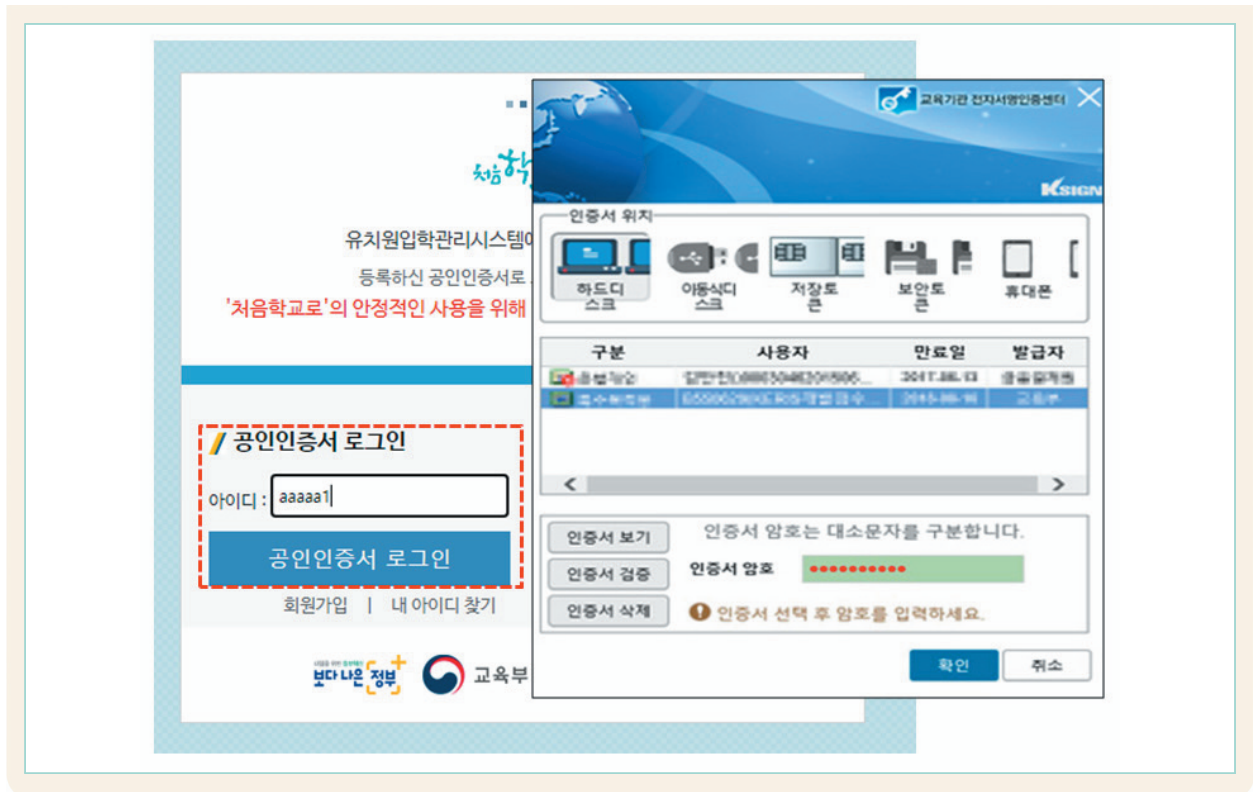 처음학
유치원입학관리시스템에
등록하신 공인인증서로
'처음학교로'의 안정적인 사용을 위해
공인인증서 로그인
아이디 : aaaaa1
공인인증서 로그인
회원가입 | 내 아이디 찾기
보다 나은 정부
교육부
교육기관 전자서명인증센터
KSIGN
인증서 위치
하드디
스크
이동식디
스크
저장토
큰
보안토
큰
휴대폰
구분 사용자 만료일 발급자
인증서 보기
인증서 암호는 대소문자를 구분합니다.
인증서 검증
인증서 암호
인증서 삭제
인증서 선택 후 암호를 입력하세요.
확인 취소